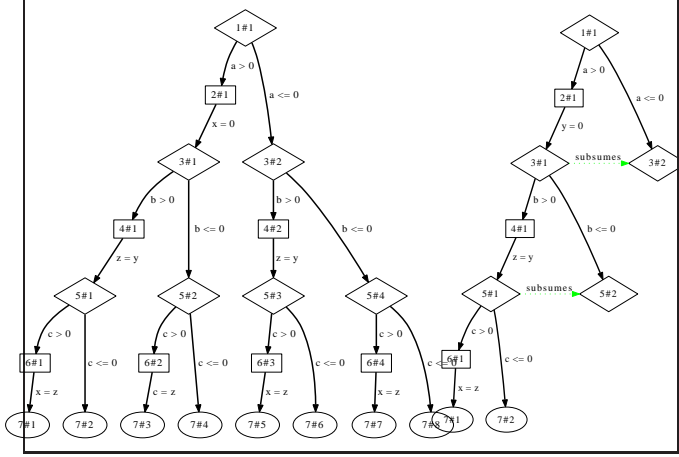 1#1
1#1
a > 0
a > 0
2#1
a <= 0
2#1
a <= 0
x = 0
y = 0
subsumes
3#1
3#2
3#1
3#2
b > 0
b > 0
b > 0
4#1
b <= 0
4#2
b <= 0
4#1
b <= 0
z = y
z = y
z = y
subsumes
5#1
5#2
5#3
5#4
5#1
5#2
c > 0
c > 0
c > 0
c > 0
c > 0
6#1
c <= 0
6#2
c <= 0
6#3
c <= 0
6#4
c <= 0
6#1
c <= 0
x = z
c = z
x = z
x = z
x = z
7#1
7#2
7#3
7#4
7#5
7#6
7#7
7#8
7#1
7#2